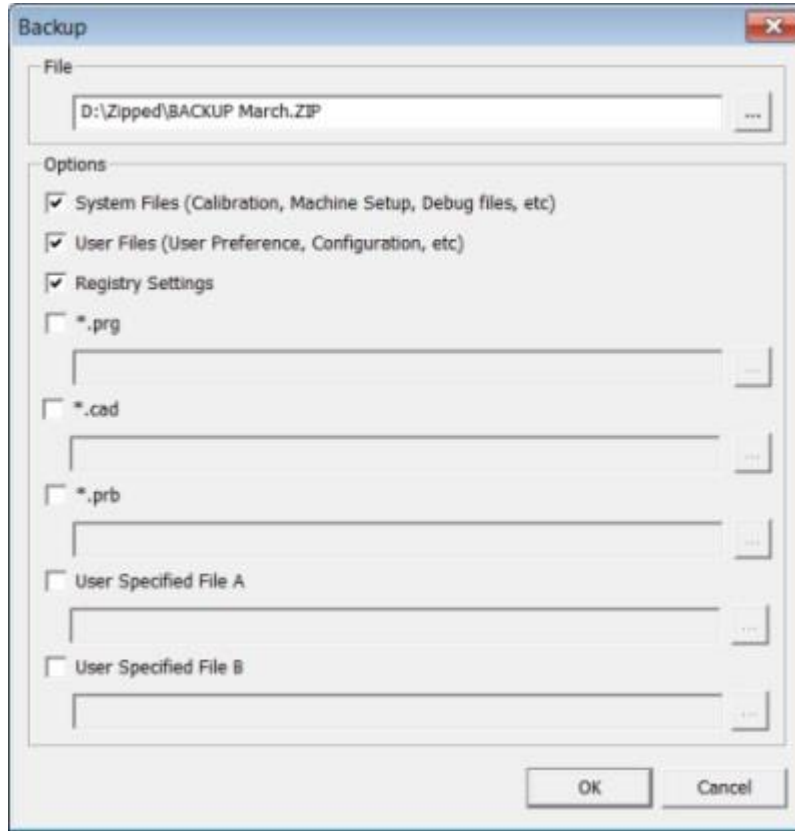 Backup
File
D:\Zipped\BACKUP March.ZIP
...
Options
System Files (Calibration, Machine Setup, Debug files, etc)
User Files (User Preference, Configuration, etc)
Registry Settings
*.prg
...
*.cad
...
*.prb
...
User Specified File A
...
User Specified File B
...
OK
Cancel